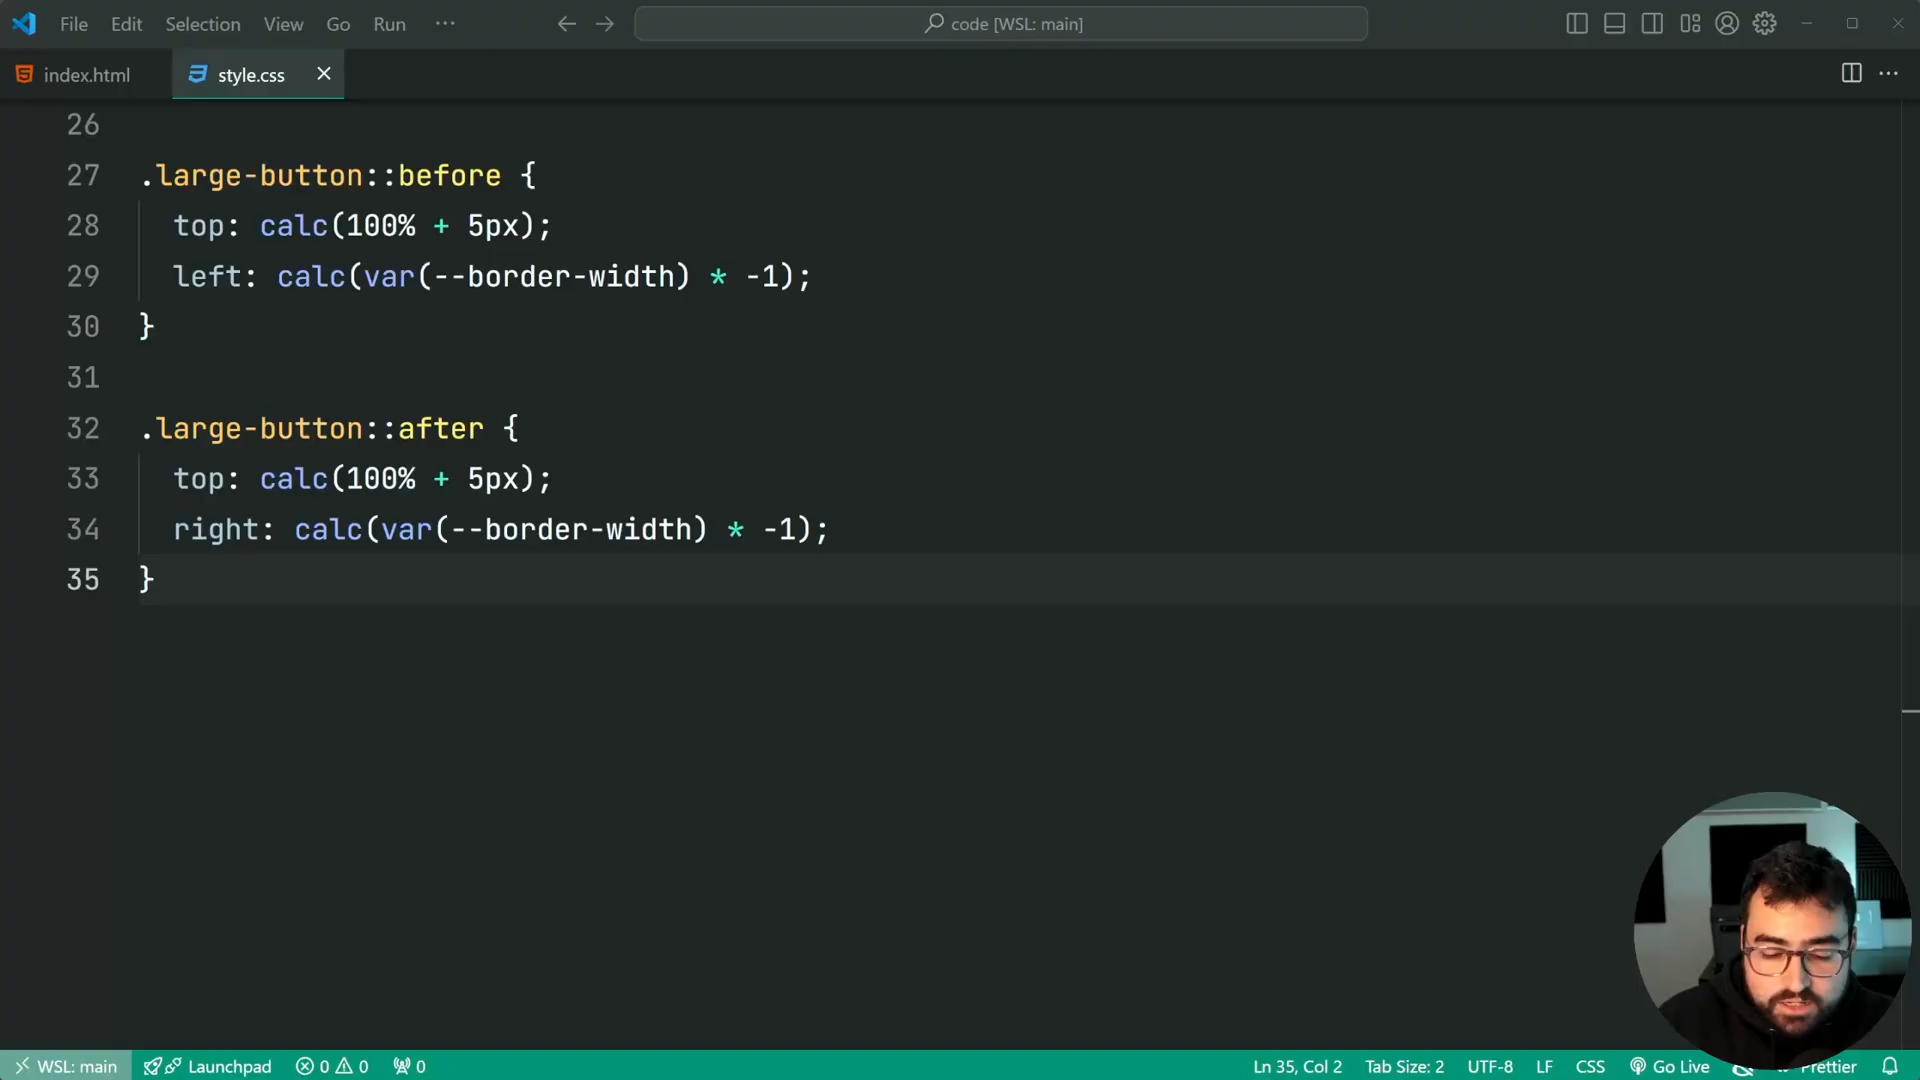 File Edit Selection View Go Run ··· code [WSL: main]
index.html style.css
26
27 .large-button::before {
28 top: calc(100% + 5px);
29 left: calc(var(--border-width) * -1);
30 }
31
32 .large-button::after {
33 top: calc(100% + 5px);
34 right: calc(var(--border-width) * -1);
35 }
WSL: main Launchpad 0 0 0 Ln 35, Col 2 Tab Size: 2 UTF-8 LF CSS Go Live Prettier